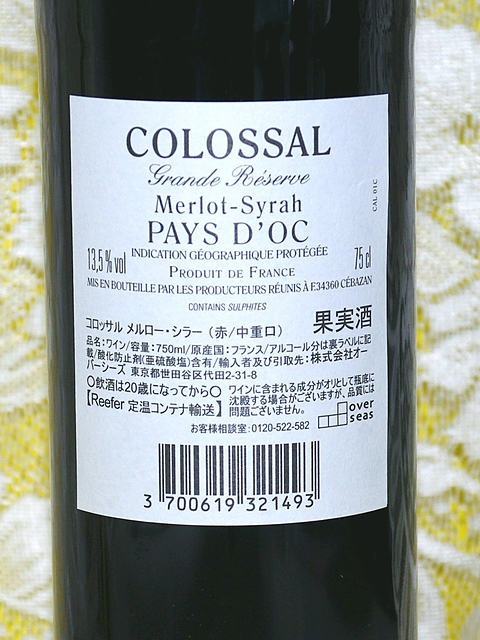 COLOSSAL
Grande Réserve
Merlot-Syrah
PAYS D'OC
INDICATION GÉOGRAPHIQUE PROTÉGÉE
13,5 % vol
75 cl
PRODUIT DE FRANCE
MIS EN BOUTEILLE PAR LES PRODUCTEURS RÉUNIS À F.34360 CÉBAZAN
CONTAINS SULPHITES
CAL 01C
コロッサル メルロー・シラー（赤/中重口）
果実酒
品名:ワイン/容量:750ml/原産国:フランス/アルコール分は裏ラベルに記
載/酸化防止剤(亜硫酸塩)含有/輸入者及び引取先:株式会社オー
バーシーズ 東京都世田谷区代田2-31-8
○飲酒は20歳になってから○
【Reefer 定温コンテナ輸送】
ワインに含まれる成分がオリとして瓶底に
沈殿する場合がございますが、品質には
問題ございません。
お客様相談室:0120-522-582
over
seas
3 700619 321493